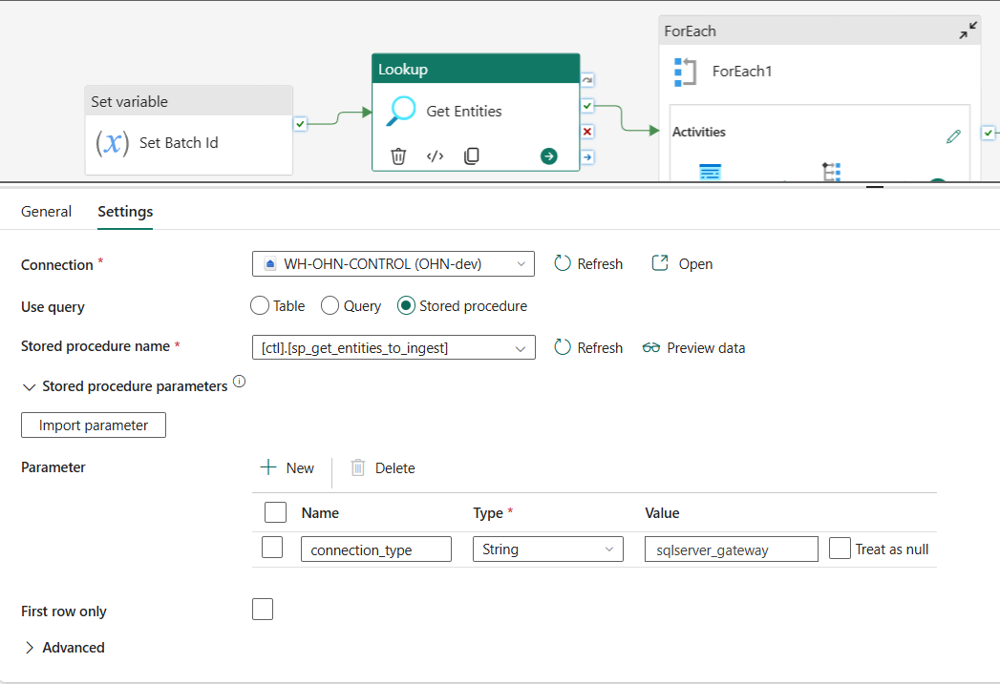 ForEach
Lookup
ForEach1
Set variable
Get Entities
(x) Set Batch Id
Activities
General Settings
Connection * WH-OHN-CONTROL (OHN-dev) Refresh Open
Use query Table Query Stored procedure
Stored procedure name * [ctl].[sp_get_entities_to_ingest] Refresh Preview data
Stored procedure parameters
Import parameter
Parameter New Delete
Name Type * Value
connection_type String sqlserver_gateway Treat as null
First row only
Advanced